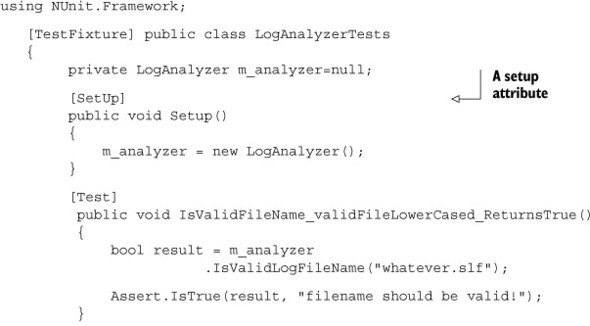 using NUnit.Framework;
[TestFixture] public class LogAnalyzerTests
{
private LogAnalyzer m_analyzer=null;
A setup
attribute
[SetUp]
public void Setup()
{
m_analyzer = new LogAnalyzer();
}
[Test]
public void IsValidFileName_validFileLowerCased_ReturnsTrue()
{
bool result = m_analyzer
.IsValidLogFileName("whatever.slf");
Assert.IsTrue(result, "filename should be valid!");
}